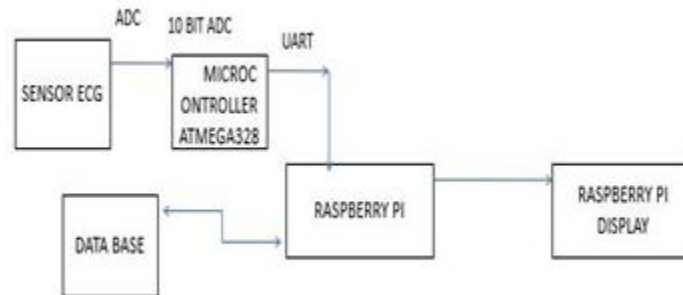 ADC
10 BIT ADC
UART
SENSOR ECG
MICROC
ONTROLLER
ATMEGA328
RASPBERRY PI
RASPBERRY PI
DISPLAY
DATA BASE